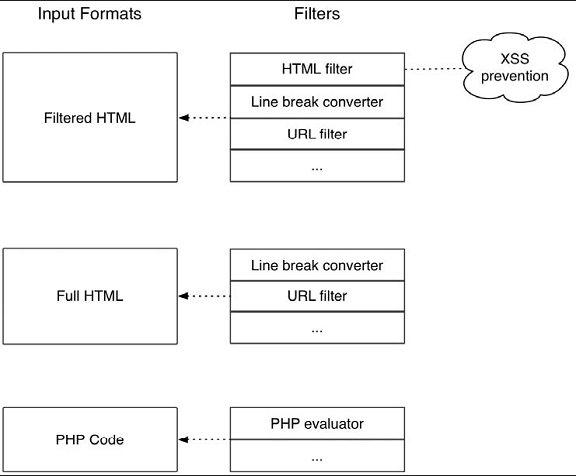 Input Formats
Filters
Filtered HTML
HTML filter
Line break converter
URL filter
...
XSS
prevention
Full HTML
Line break converter
URL filter
...
PHP Code
PHP evaluator
...